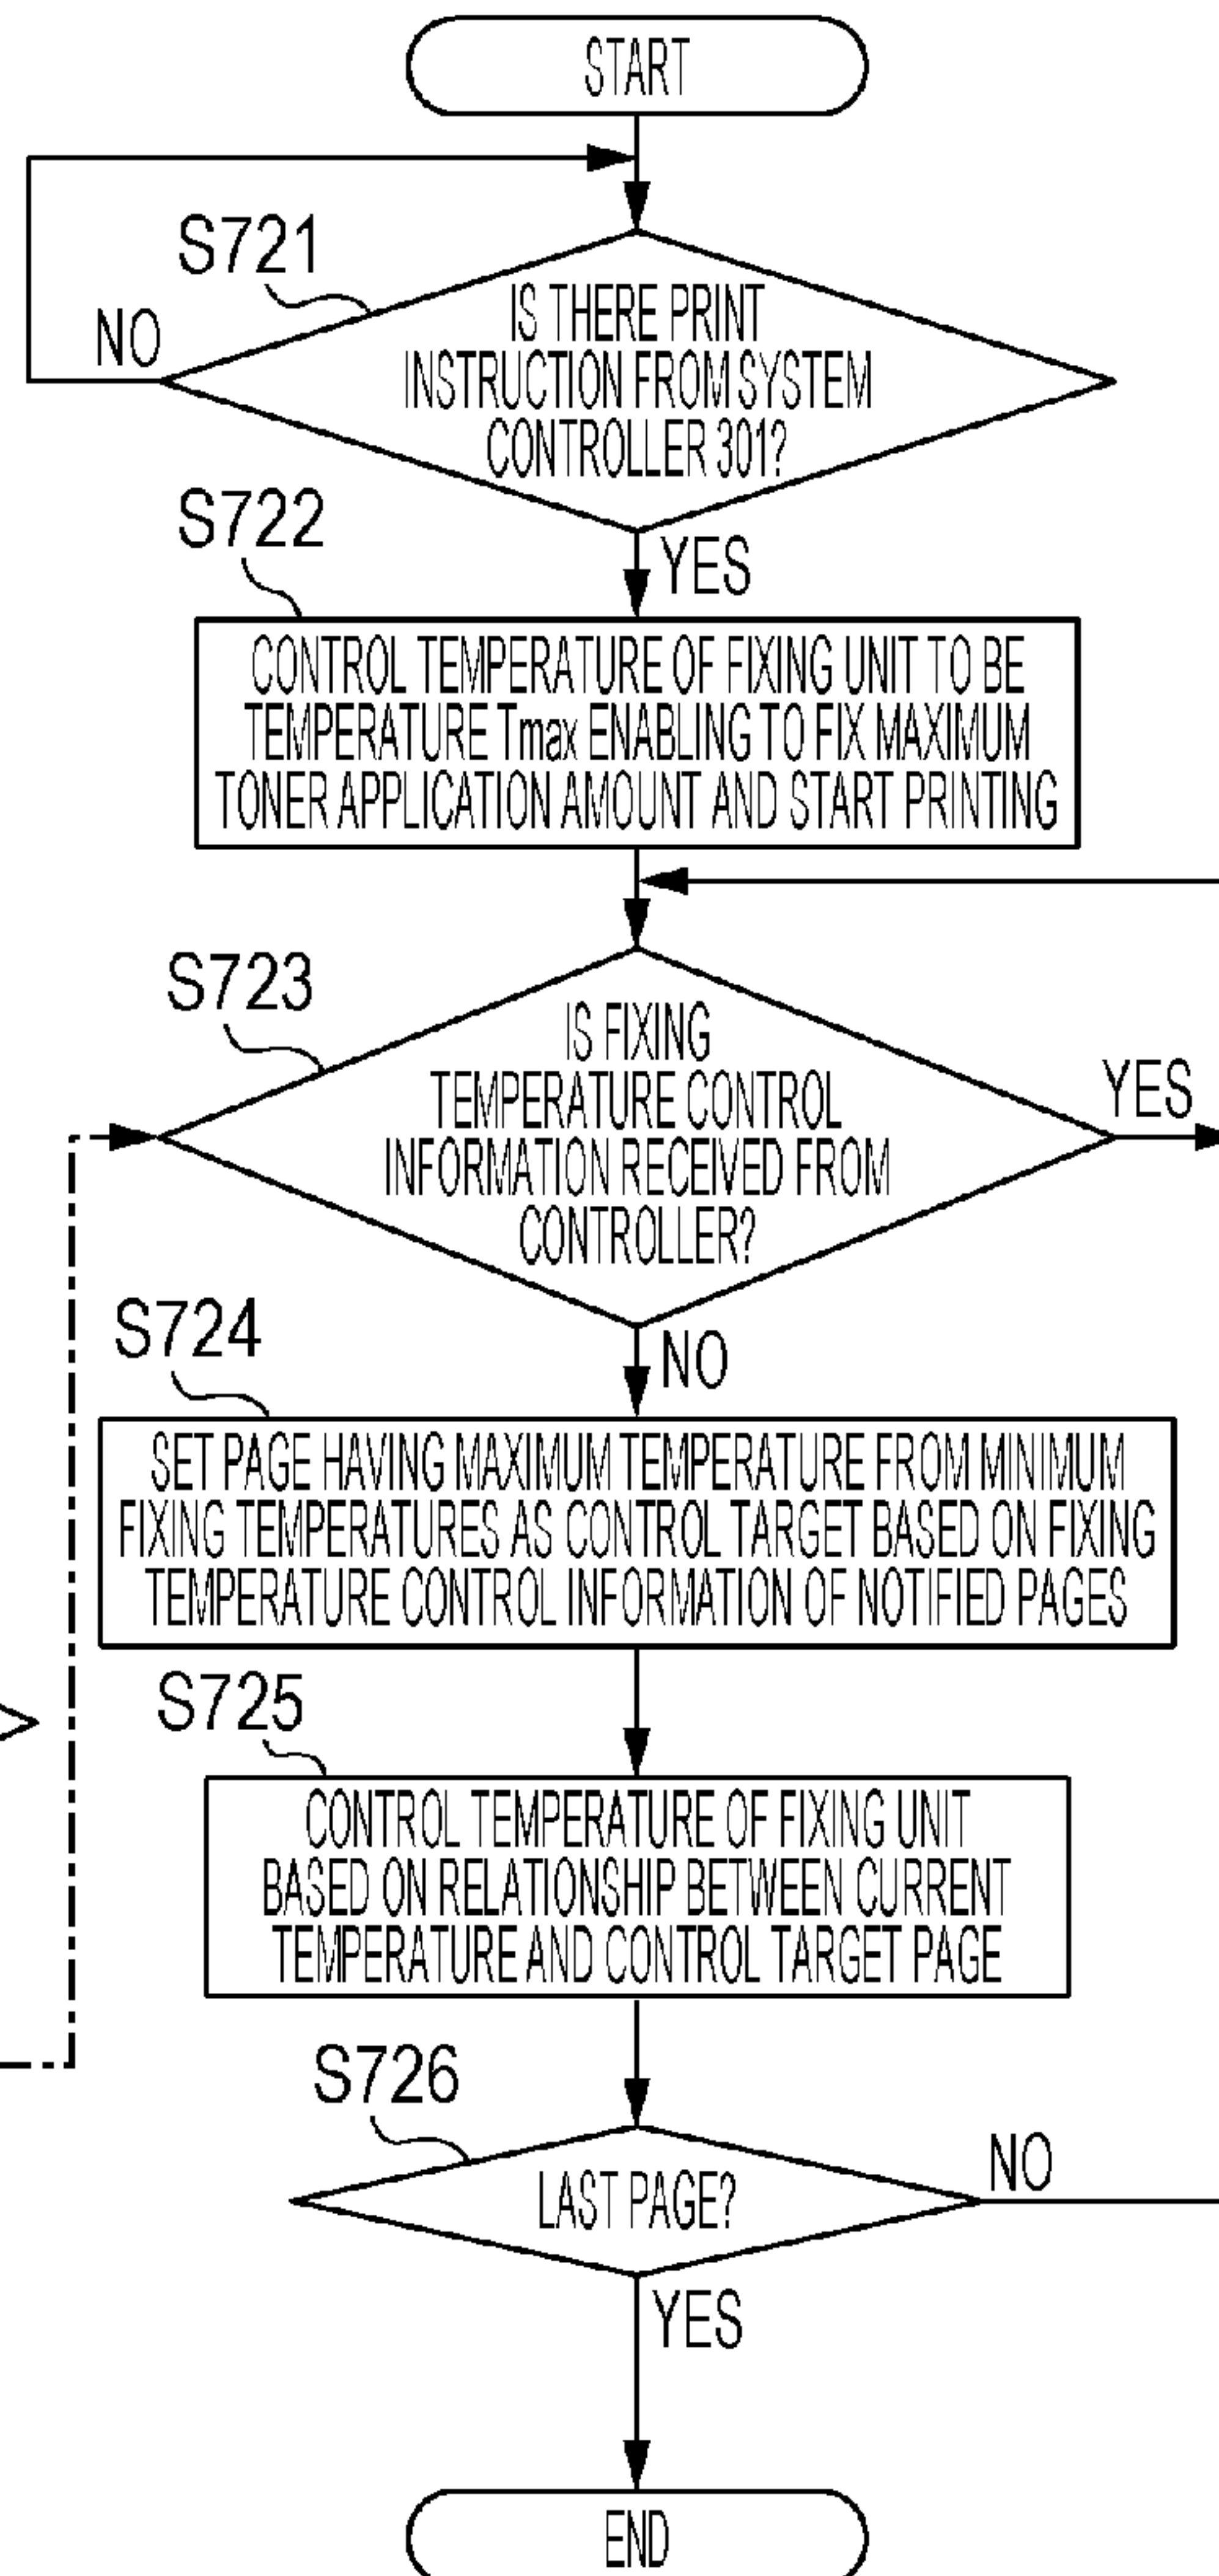 START
S721
NO
IS THERE PRINT
INSTRUCTION FROM SYSTEM
CONTROLLER 301?
S722
YES
CONTROL TEMPERATURE OF FIXING UNIT TO BE
TEMPERATURE Tmax ENABLING TO FIX MAXIMUM
TONER APPLICATION AMOUNT AND START PRINTING
S723
IS FIXING
TEMPERATURE CONTROL
INFORMATION RECEIVED FROM
CONTROLLER?
YES
S724
NO
SET PAGE HAVING MAXIMUM TEMPERATURE FROM MINIMUM
FIXING TEMPERATURES AS CONTROL TARGET BASED ON FIXING
TEMPERATURE CONTROL INFORMATION OF NOTIFIED PAGES
S725
CONTROL TEMPERATURE OF FIXING UNIT
BASED ON RELATIONSHIP BETWEEN CURRENT
TEMPERATURE AND CONTROL TARGET PAGE
S726
LAST PAGE?
NO
YES
END